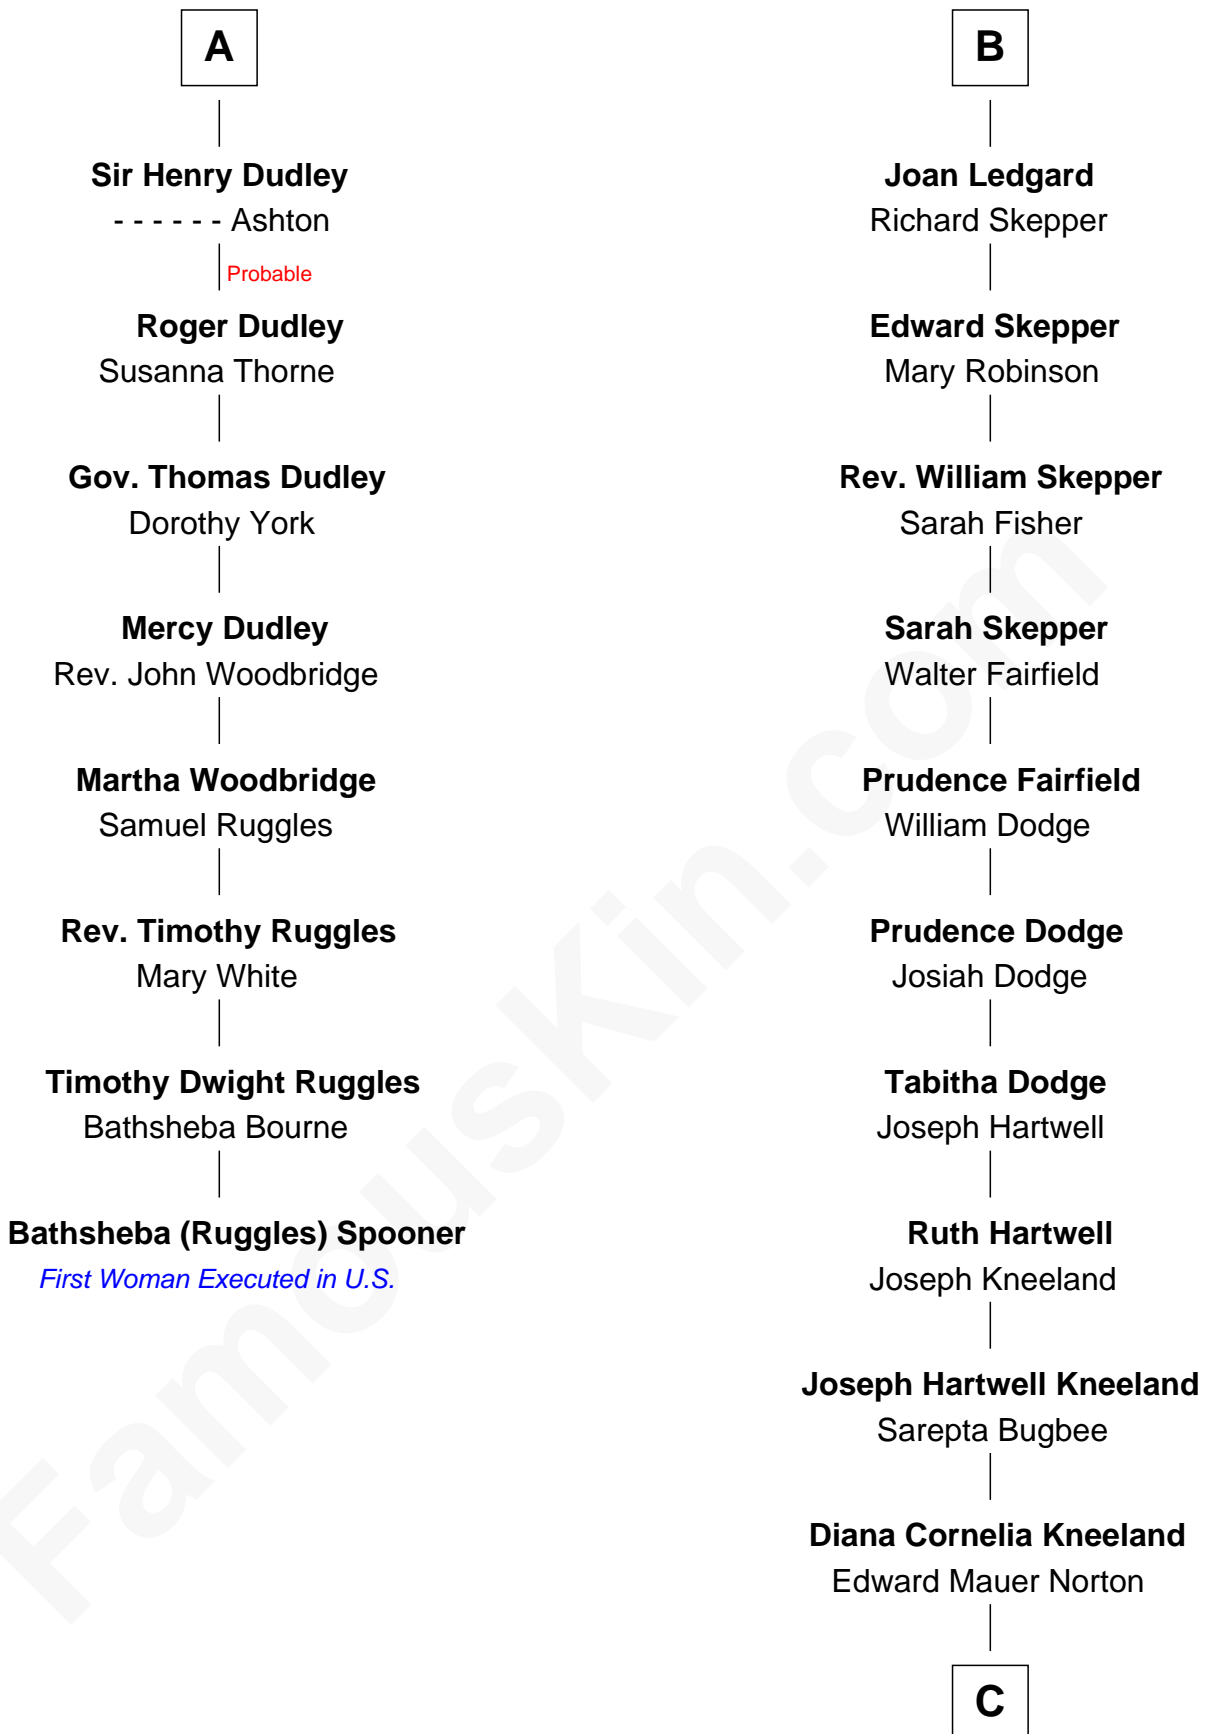 A
Sir Henry Dudley
- - - - - - Ashton
Probable
Roger Dudley
Susanna Thorne
Gov. Thomas Dudley
Dorothy York
Mercy Dudley
Rev. John Woodbridge
Martha Woodbridge
Samuel Ruggles
Rev. Timothy Ruggles
Mary White
Timothy Dwight Ruggles
Bathsheba Bourne
Bathsheba (Ruggles) Spooner
First Woman Executed in U.S.
B
Joan Ledgard
Richard Skepper
Edward Skepper
Mary Robinson
Rev. William Skepper
Sarah Fisher
Sarah Skepper
Walter Fairfield
Prudence Fairfield
William Dodge
Prudence Dodge
Josiah Dodge
Tabitha Dodge
Joseph Hartwell
Ruth Hartwell
Joseph Kneeland
Joseph Hartwell Kneeland
Sarepta Bugbee
Diana Cornelia Kneeland
Edward Mauer Norton
C
FamousKin.com